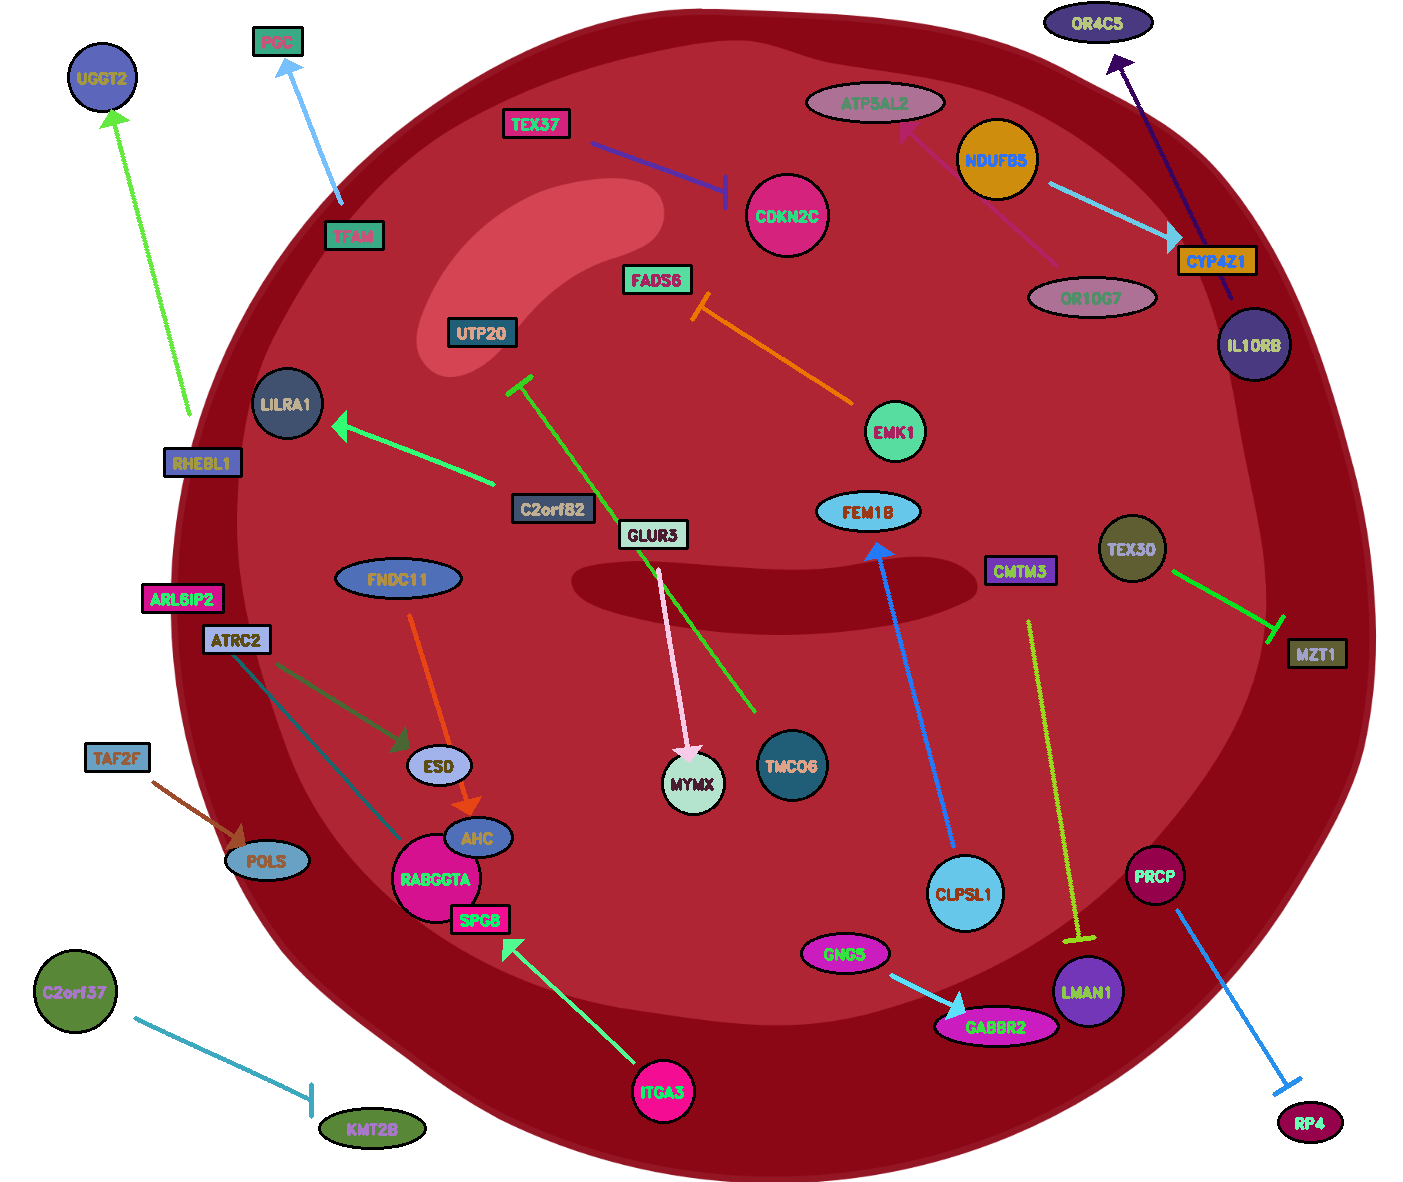 OR4C5
PGC
UGGT2
ATP5AL2
TEX37
NDUFB5
CDKN2C
TFAM
CYP4Z1
FADS6
OR10G7
UTP20
IL10RB
LILRA1
EMK1
RHEBL1
C2orf82
FEM1B
GLUR3
TEX30
CMTM3
FNDC11
ARL6IP2
ATRC2
MZT1
TAF2F
ESD
TMCO6
MYMX
AHC
POLS
PRCP
RABGGTA
CLPSL1
SPG8
GNG5
C2orf37
LMAN1
GABBR2
ITGA3
RP4
KMT2B